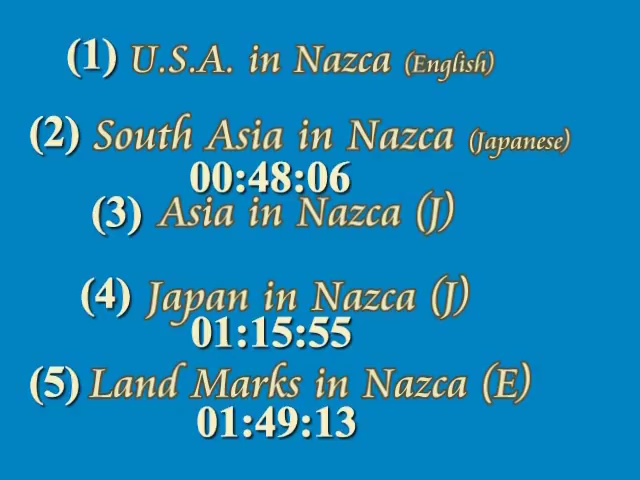 (1) U.S.A. in Nazca (English)
(2) South Asia in Nazca (Japanese)
00:48:06
(3) Asia in Nazca (J)
(4) Japan in Nazca (J)
01:15:55
(5) Land Marks in Nazca (E)
01:49:13